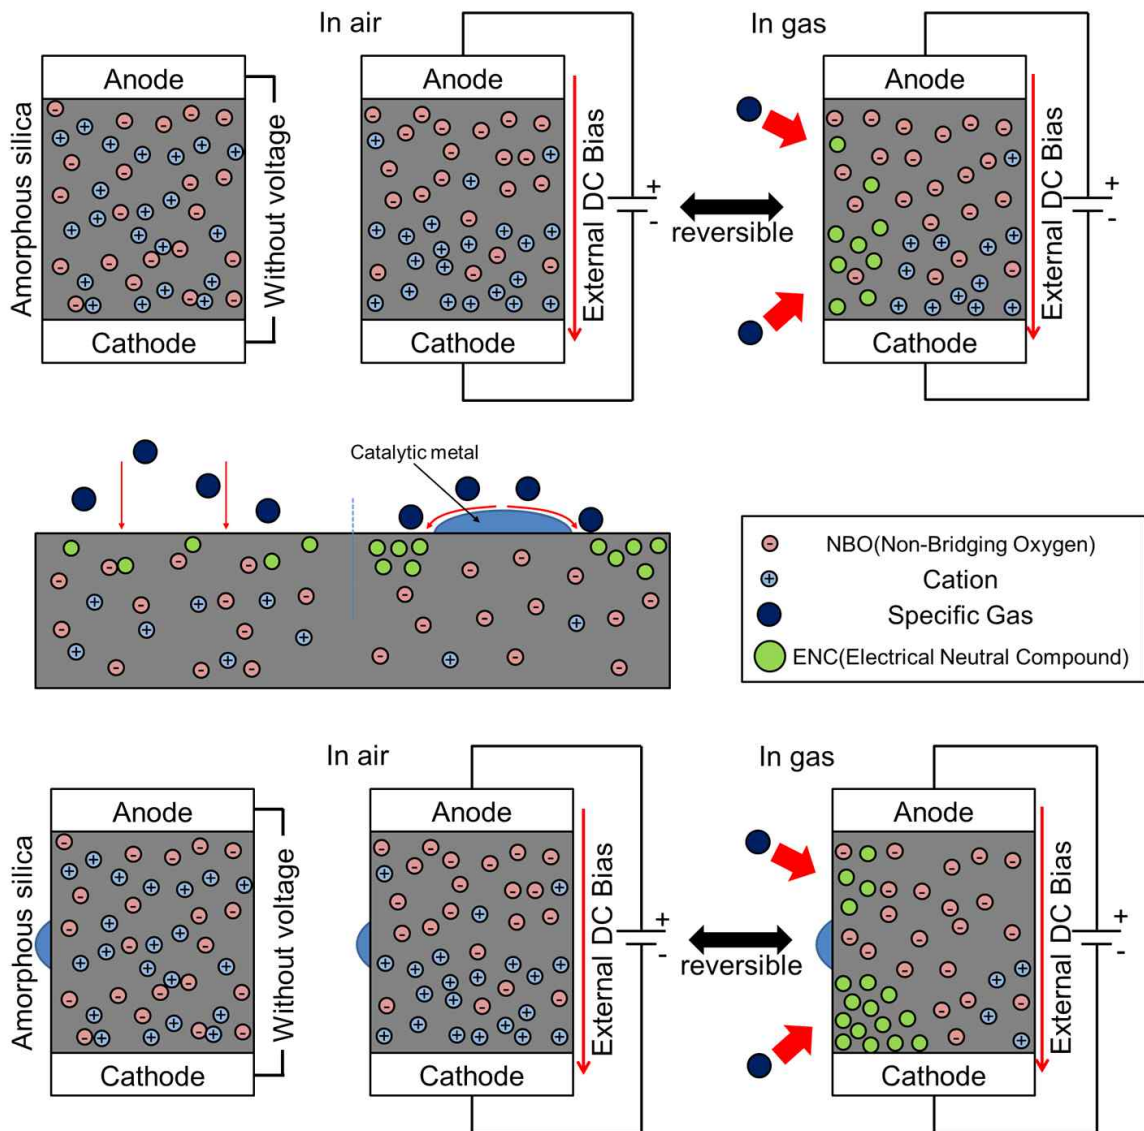 In air
In gas
Anode
Anode
Anode
Amorphous silica
Without voltage
External DC Bias
+
-
reversible
External DC Bias
+
-
Cathode
Cathode
Cathode
Catalytic metal
NBO(Non-Bridging Oxygen)
Cation
Specific Gas
ENC(Electrical Neutral Compound)
In air
In gas
Anode
Anode
Anode
Amorphous silica
Without voltage
External DC Bias
+
-
reversible
External DC Bias
+
-
Cathode
Cathode
Cathode